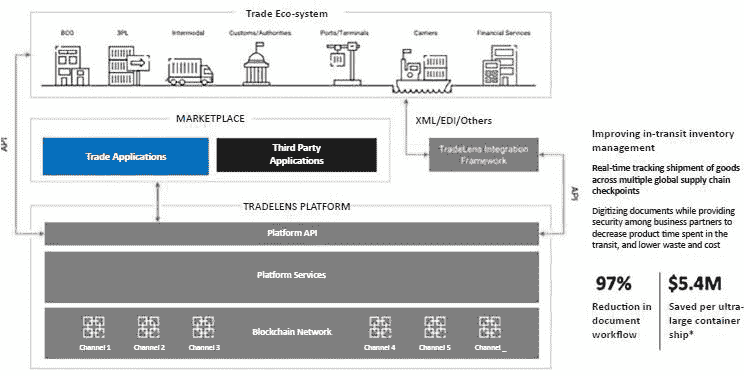 Trade Eco-system
BCO 3PL Intermodal Customs/Authorities Ports/Terminals Carriers Financial Services
API
MARKETPLACE
Trade Applications
Third Party
Applications
XML/EDI/Others
TradeLens Integration
Framework
API
TRADELENS PLATFORM
Platform API
Platform Services
Blockchain Network
Channel 1 Channel 2 Channel 3 Channel 4 Channel 5 Channel _
Improving in-transit inventory
management
Real-time tracking shipment of goods
across multiple global supply chain
checkpoints
Digitizing documents while providing
security among business partners to
decrease product time spent in the
transit, and lower waste and cost
97%
Reduction in
document
workflow
$5.4M
Saved per ultra-
large container
ship*